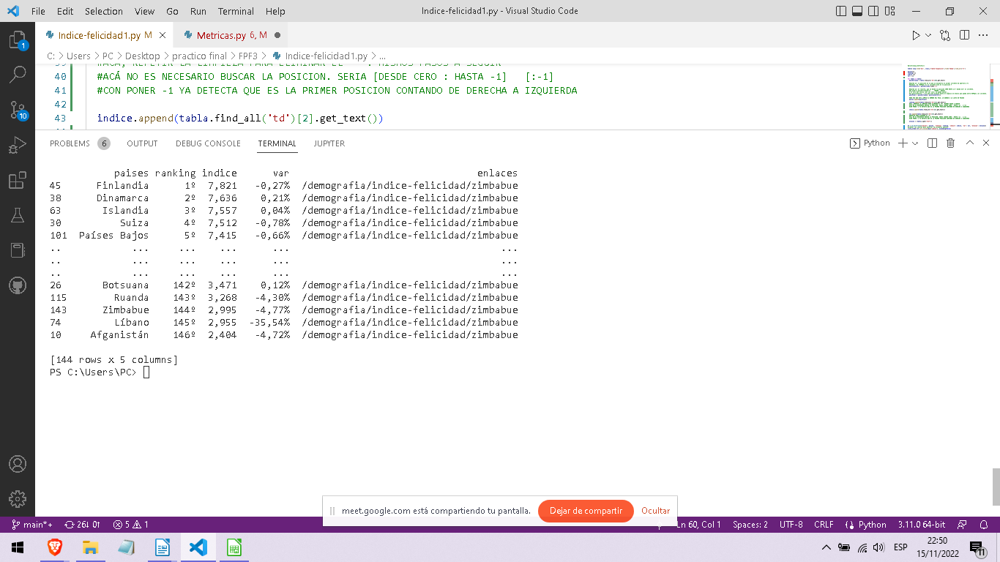 File Edit Selection View Go Run Terminal Help
Indice-felicidad1.py - Visual Studio Code
Indice-felicidad1.py M
Metricas.py 6, M
C: > Users > PC > Desktop > practico final > FPF3 > Indice-felicidad1.py > ...
40 #ACÁ NO ES NECESARIO BUSCAR LA POSICION. SERIA [DESDE CERO : HASTA -1] [:-1]
41 #CON PONER -1 YA DETECTA QUE ES LA PRIMER POSICION PARTIENDO DE DERECHA A IZQUIERDA
42
43 indice.append(tabla.find_all('td')[2].get_text())
PROBLEMS 6 OUTPUT DEBUG CONSOLE TERMINAL JUPYTER
Python
paises ranking indice var enlaces
45 Finlandia 1º 7,821 -0,27% /demografia/indice-felicidad/zimbabue
38 Dinamarca 2º 7,636 0,21% /demografia/indice-felicidad/zimbabue
63 Islandia 3º 7,557 0,04% /demografia/indice-felicidad/zimbabue
30 Suiza 4º 7,512 -0,78% /demografia/indice-felicidad/zimbabue
101 Países Bajos 5º 7,415 -0,66% /demografia/indice-felicidad/zimbabue
.. ... ... ... ... ...
.. ... ... ... ... ...
.. ... ... ... ... ...
26 Botsuana 142º 3,471 0,12% /demografia/indice-felicidad/zimbabue
115 Ruanda 143º 3,268 -4,30% /demografia/indice-felicidad/zimbabue
143 Zimbabue 144º 2,995 -4,77% /demografia/indice-felicidad/zimbabue
74 Líbano 145º 2,955 -35,54% /demografia/indice-felicidad/zimbabue
10 Afganistán 146º 2,404 -4,72% /demografia/indice-felicidad/zimbabue
[144 rows x 5 columns]
PS C:\Users\PC>
1
10
meet.google.com está compartiendo tu pantalla.
Dejar de compartir
Ocultar
main*+ 26↓ 0↑ 5 1
Ln 60, Col 1 Spaces: 2 UTF-8 CRLF Python 3.11.0 64-bit
ESP
22:50
15/11/2022
11